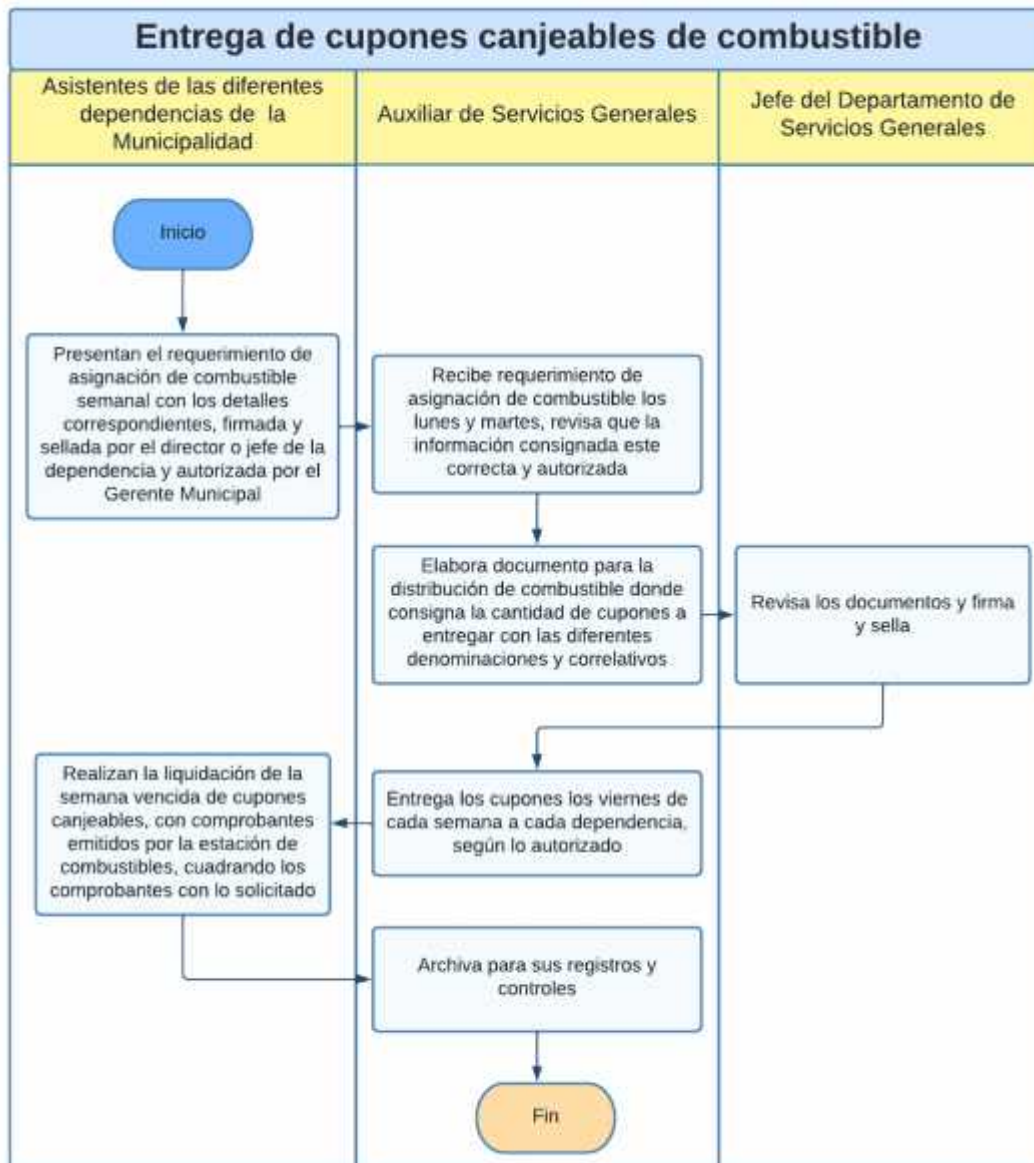 Entrega de cupones canjeables de combustible
Asistentes de las diferentes
dependencias de la
Municipalidad
Auxiliar de Servicios Generales
Jefe del Departamento de
Servicios Generales
Inicio
Presentan el requerimiento de
asignación de combustible
semanal con los detalles
correspondientes, firmada y
sellada por el director o jefe de la
dependencia y autorizada por el
Gerente Municipal
Recibe requerimiento de
asignación de combustible los
lunes y martes, revisa que la
información consignada este
correcta y autorizada
Elabora documento para la
distribución de combustible donde
consigna la cantidad de cupones a
entregar con las diferentes
denominaciones y correlativos
Revisa los documentos y firma
y sella
Entrega los cupones los viernes de
cada semana a cada dependencia,
según lo autorizado
Realizan la liquidación de la
semana vencida de cupones
canjeables, con comprobantes
emitidos por la estación de
combustibles, cuadrando los
comprobantes con lo solicitado
Archiva para sus registros y
controles
Fin